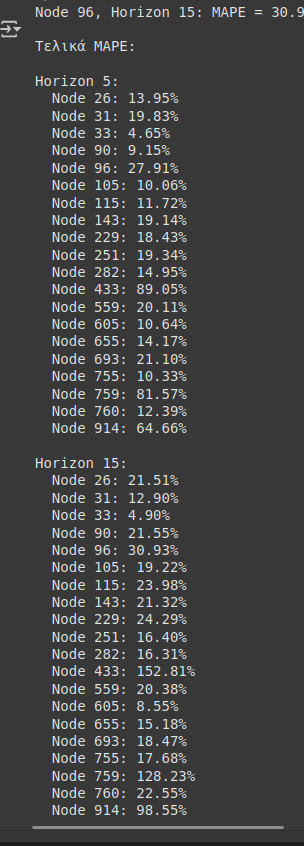 Node 96, Horizon 15: MAPE = 30.9
Τελικά MAPE:
Horizon 5:
Node 26: 13.95%
Node 31: 19.83%
Node 33: 4.65%
Node 90: 9.15%
Node 96: 27.91%
Node 105: 10.06%
Node 115: 11.72%
Node 143: 19.14%
Node 229: 18.43%
Node 251: 19.34%
Node 282: 14.95%
Node 433: 89.05%
Node 559: 20.11%
Node 605: 10.64%
Node 655: 14.17%
Node 693: 21.10%
Node 755: 10.33%
Node 759: 81.57%
Node 760: 12.39%
Node 914: 64.66%
Horizon 15:
Node 26: 21.51%
Node 31: 12.90%
Node 33: 4.90%
Node 90: 21.55%
Node 96: 30.93%
Node 105: 19.22%
Node 115: 23.98%
Node 143: 21.32%
Node 229: 24.29%
Node 251: 16.40%
Node 282: 16.31%
Node 433: 152.81%
Node 559: 20.38%
Node 605: 8.55%
Node 655: 15.18%
Node 693: 18.47%
Node 755: 17.68%
Node 759: 128.23%
Node 760: 22.55%
Node 914: 98.55%